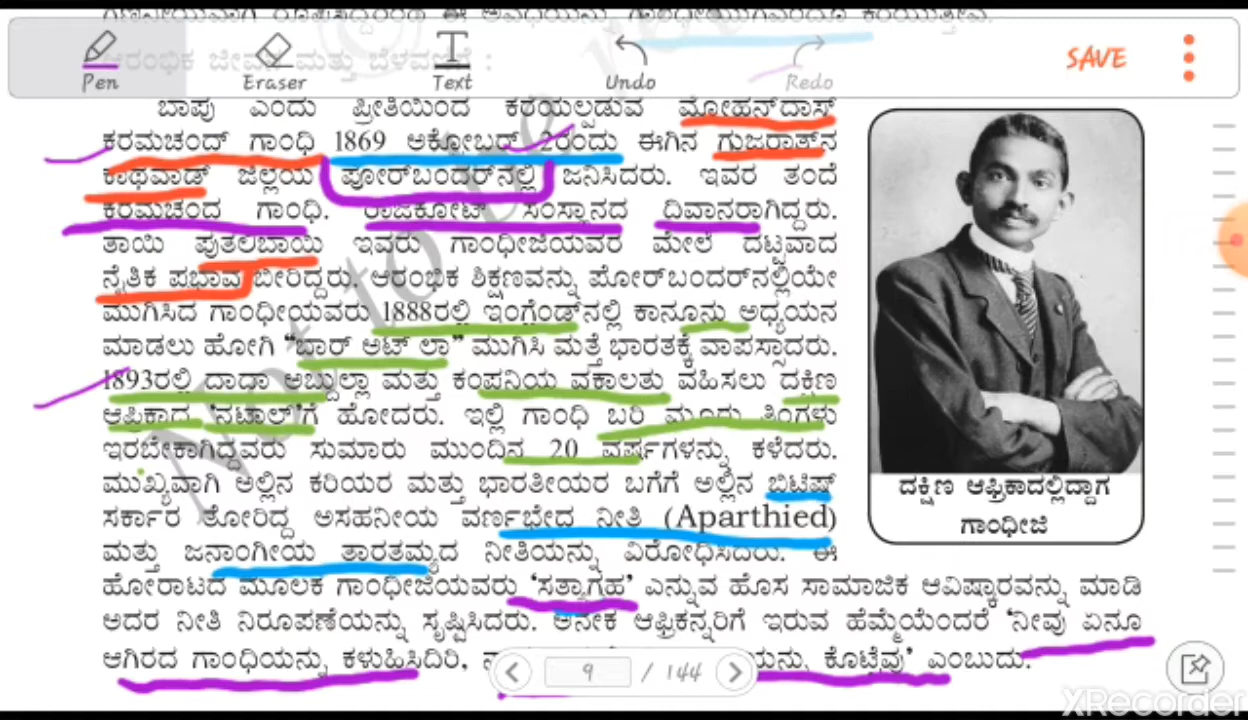 Pen Eraser Text Undo Redo SAVE
ಆರಂಭಿಕ ಜೀವನ ಮತ್ತು ಬೆಳವಣಿಗೆ :
ಬಾಪು ಎಂದು ಪ್ರೀತಿಯಿಂದ ಕರೆಯಲ್ಪಡುವ ಮೋಹನ್‌ದಾಸ್
ಕರಮಚಂದ್ ಗಾಂಧಿ 1869 ಅಕ್ಟೋಬರ್ 2ರಂದು ಈಗಿನ ಗುಜರಾತ್‌ನ
ಕಾಥವಾಡ್ ಜಿಲ್ಲೆಯ ಪೋರ್‌ಬಂದರ್‌ನಲ್ಲಿ ಜನಿಸಿದರು. ಇವರ ತಂದೆ
ಕರಮಚಂದ ಗಾಂಧಿ. ರಾಜಕೋಟ್ ಸಂಸ್ಥಾನದ ದಿವಾನರಾಗಿದ್ದರು.
ತಾಯಿ ಪುತಲಿಬಾಯಿ ಇವರು ಗಾಂಧೀಜಿಯವರ ಮೇಲೆ ದಟ್ಟವಾದ
ನೈತಿಕ ಪ್ರಭಾವ ಬೀರಿದ್ದರು. ಆರಂಭಿಕ ಶಿಕ್ಷಣವನ್ನು ಪೋರ್‌ಬಂದರ್‌ನಲ್ಲಿಯೇ
ಮುಗಿಸಿದ ಗಾಂಧೀಯವರು 1888ರಲ್ಲಿ ಇಂಗ್ಲೆಂಡ್‌ನಲ್ಲಿ ಕಾನೂನು ಅಧ್ಯಯನ
ಮಾಡಲು ಹೋಗಿ “ಭಾರ್ ಅಟ್ ಲಾ” ಮುಗಿಸಿ ಮತ್ತೆ ಭಾರತಕ್ಕೆ ವಾಪಸ್ಸಾದರು.
1893ರಲ್ಲಿ ದಾದಾ ಅಬ್ದುಲ್ಲಾ ಮತ್ತು ಕಂಪನಿಯ ವಕಾಲತು ವಹಿಸಲು ದಕ್ಷಿಣ
ಆಫ್ರಿಕಾದ ‘ನಟಾಲ್’ಗೆ ಹೋದರು. ಇಲ್ಲಿ ಗಾಂಧಿ ಬರಿ ಮೂರು ತಿಂಗಳು
ಇರಬೇಕಾಗಿದ್ದವರು ಸುಮಾರು ಮುಂದಿನ 20 ವರ್ಷಗಳನ್ನು ಕಳೆದರು.
ಮುಖ್ಯವಾಗಿ ಅಲ್ಲಿನ ಕರಿಯರ ಮತ್ತು ಭಾರತೀಯರ ಬಗೆಗೆ ಅಲ್ಲಿನ ಬ್ರಿಟಿಷ್
ಸರ್ಕಾರ ತೋರಿದ್ದ ಅಸಹನೀಯ ವರ್ಣಭೇದ ನೀತಿ (Aparthied)
ಮತ್ತು ಜನಾಂಗೀಯ ತಾರತಮ್ಯದ ನೀತಿಯನ್ನು ವಿರೋಧಿಸಿದರು. ಈ
ಹೋರಾಟದ ಮೂಲಕ ಗಾಂಧೀಜಿಯವರು ‘ಸತ್ಯಾಗ್ರಹ’ ಎನ್ನುವ ಹೊಸ ಸಾಮಾಜಿಕ ಆವಿಷ್ಕಾರವನ್ನು ಮಾಡಿ
ಅದರ ನೀತಿ ನಿರೂಪಣೆಯನ್ನು ಸೃಷ್ಟಿಸಿದರು. ಅನೇಕ ಆಫ್ರಿಕನ್ನರಿಗೆ ಇರುವ ಹೆಮ್ಮೆಯೆಂದರೆ ‘ನೀವು ಏನೂ
ಆಗಿರದ ಗಾಂಧಿಯನ್ನು ಕಳುಹಿಸಿದಿರಿ, ಕೊಟ್ಟೆವು’ ಎಂಬುದು.
ದಕ್ಷಿಣ ಆಫ್ರಿಕಾದಲ್ಲಿದ್ದಾಗ
ಗಾಂಧೀಜಿ
9 / 144
XRecorder